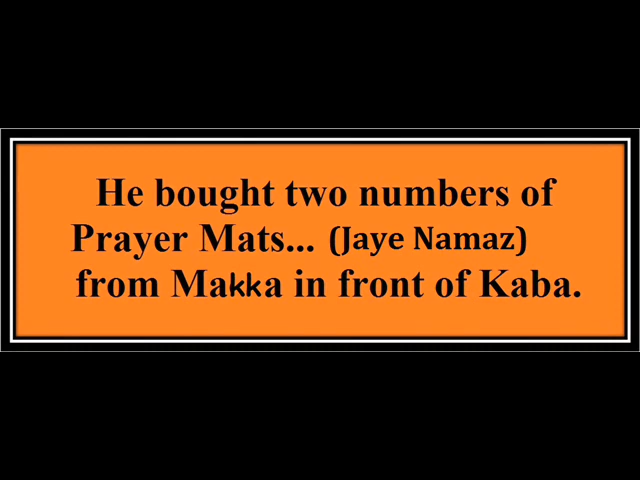 He bought two numbers of
Prayer Mats... (Jaye Namaz)
from Makka in front of Kaba.